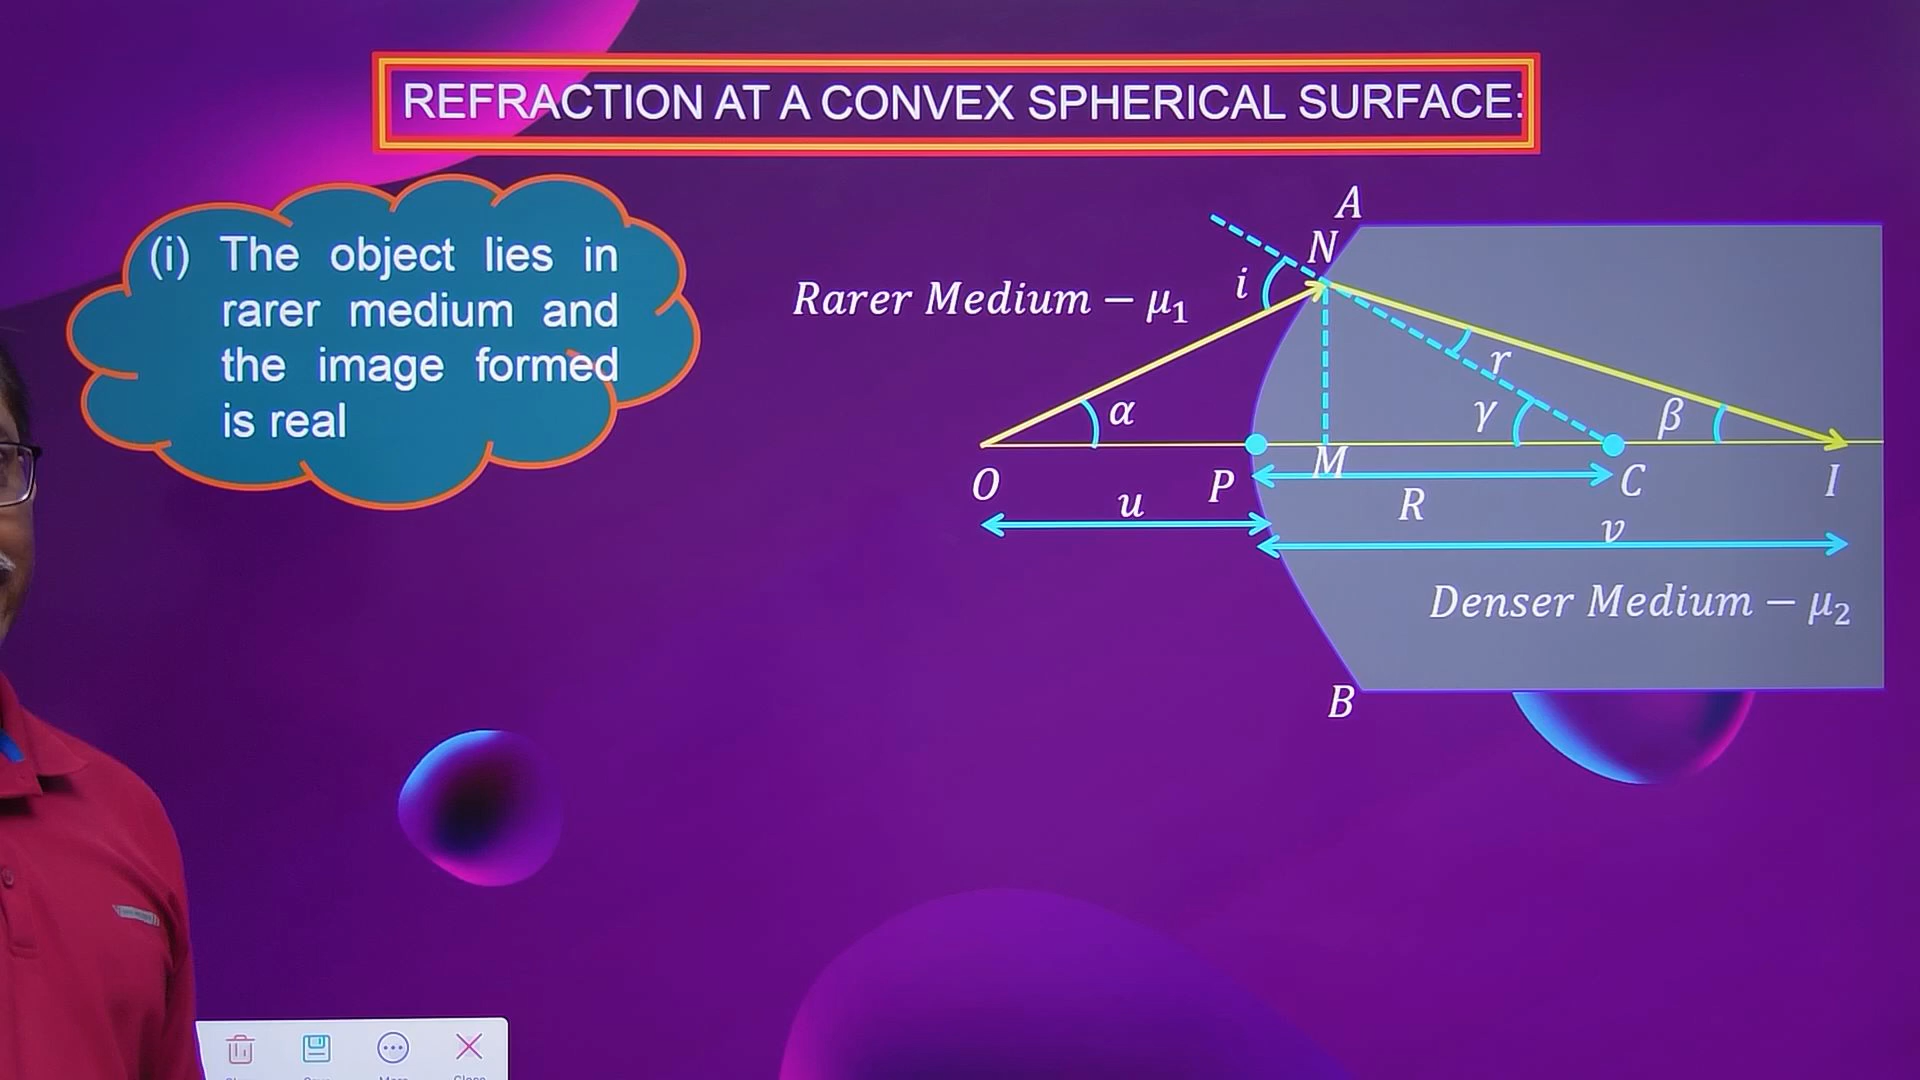 REFRACTION AT A CONVEX SPHERICAL SURFACE:
(i) The object lies in
rarer medium and
the image formed
is real
A
N
i
Rarer Medium – μ₁
r
α
γ
β
M
O
P
C
I
u
R
v
Denser Medium – μ₂
B